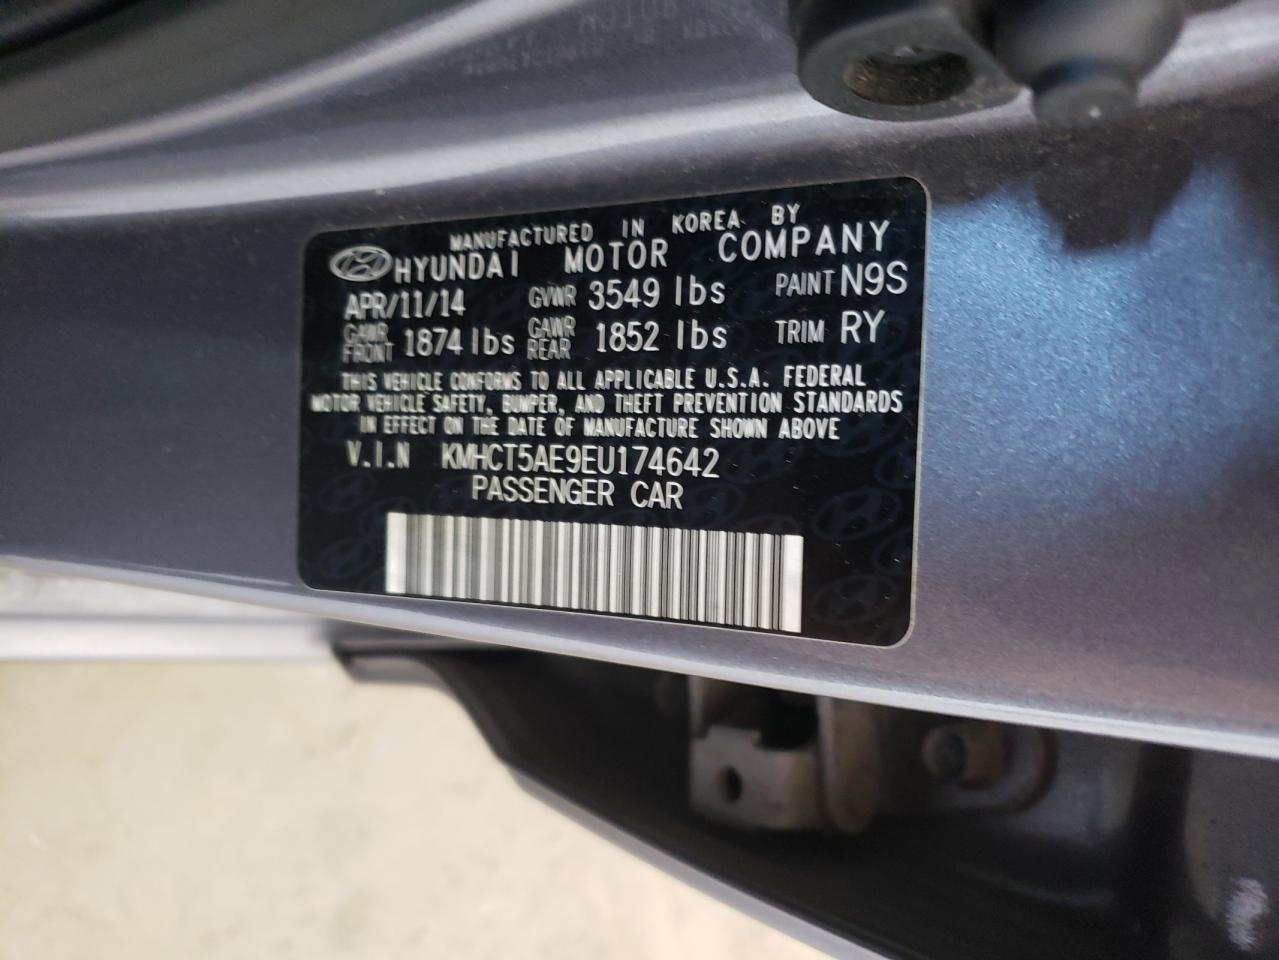 MANUFACTURED IN KOREA BY
HYUNDAI MOTOR COMPANY
APR/11/14 GVWR 3549 lbs PAINT N9S
GAWR FRONT 1874 lbs GAWR REAR 1852 lbs TRIM RY
THIS VEHICLE CONFORMS TO ALL APPLICABLE U.S.A. FEDERAL
MOTOR VEHICLE SAFETY, BUMPER, AND THEFT PREVENTION STANDARDS
IN EFFECT ON THE DATE OF MANUFACTURE SHOWN ABOVE
V.I.N KMHCT5AE9EU174642
PASSENGER CAR